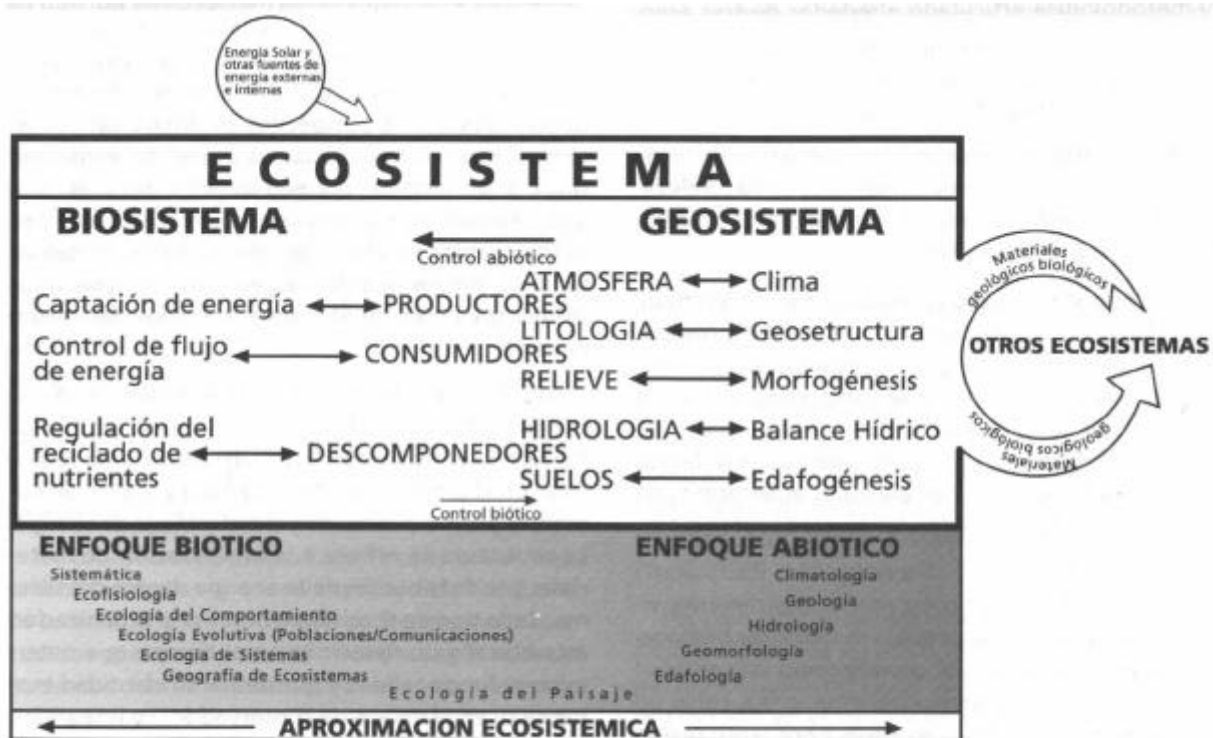 Energía Solar y
otras fuentes de
energía externas
e internas
ECOSISTEMA
BIOSISTEMA
GEOSISTEMA
Control abiótico
ATMOSFERA
Clima
Captación de energía
PRODUCTORES
LITOLOGIA
Geosetructura
Control de flujo
de energía
CONSUMIDORES
RELIEVE
Morfogénesis
Regulación del
reciclado de
nutrientes
DESCOMPONEDORES
HIDROLOGIA
Balance Hídrico
SUELOS
Edafogénesis
Control biótico
Materiales
geológicos biológicos
OTROS ECOSISTEMAS
Materiales
geológicos biológicos
ENFOQUE BIOTICO
Sistemática
Ecofisiología
Ecología del Comportamiento
Ecología Evolutiva (Poblaciones/Comunicaciones)
Ecología de Sistemas
Geografía de Ecosistemas
ENFOQUE ABIOTICO
Climatología
Geología
Hidrología
Geomorfología
Edafología
Ecología del Paisaje
APROXIMACION ECOSISTEMICA